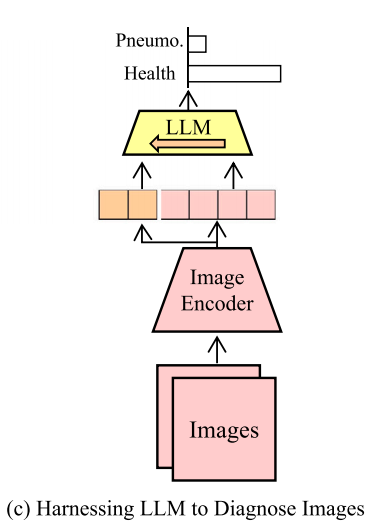 Pneumo.
Health
LLM
Image
Encoder
Images
(c) Harnessing LLM to Diagnose Images